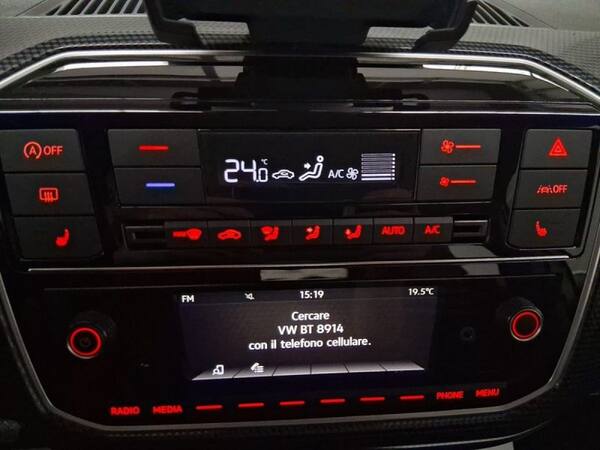 OFF
24.0 °C A/C
OFF
AUTO A/C
FM 15:19 19.5°C
Cercare
VW BT 8914
con il telefono cellulare.
RADIO MEDIA PHONE MENU